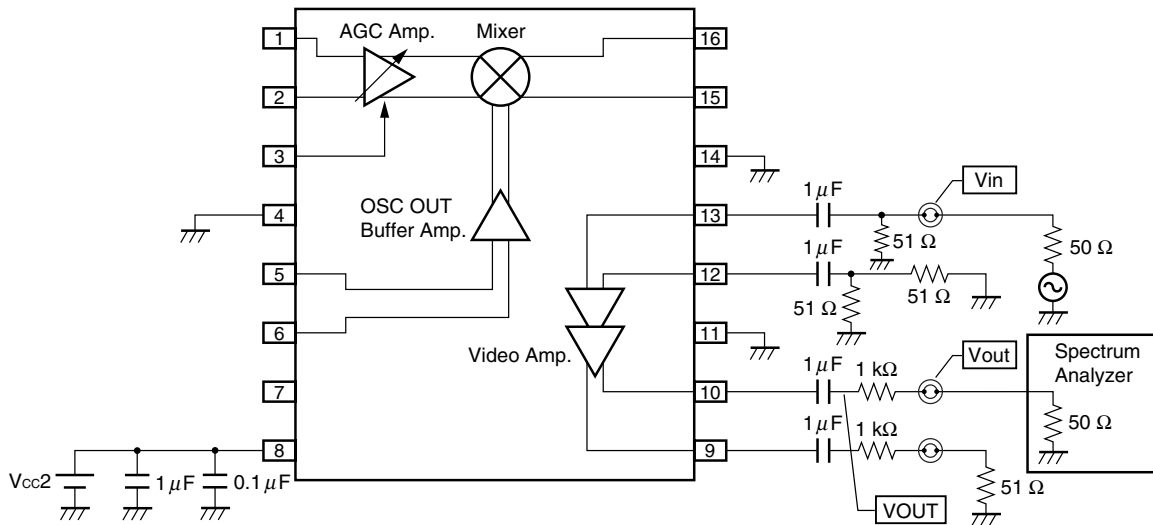 AGC Amp.
Mixer
1
16
2
15
3
14
1 μF
Vin
4
OSC OUT
Buffer Amp.
13
51 Ω
50 Ω
1 μF
5
12
51 Ω
51 Ω
6
11
Video Amp.
Vout
Spectrum
Analyzer
1 μF
1 kΩ
7
10
50 Ω
1 μF
1 kΩ
8
9
VCC2
1 μF
0.1 μF
VOUT
51 Ω